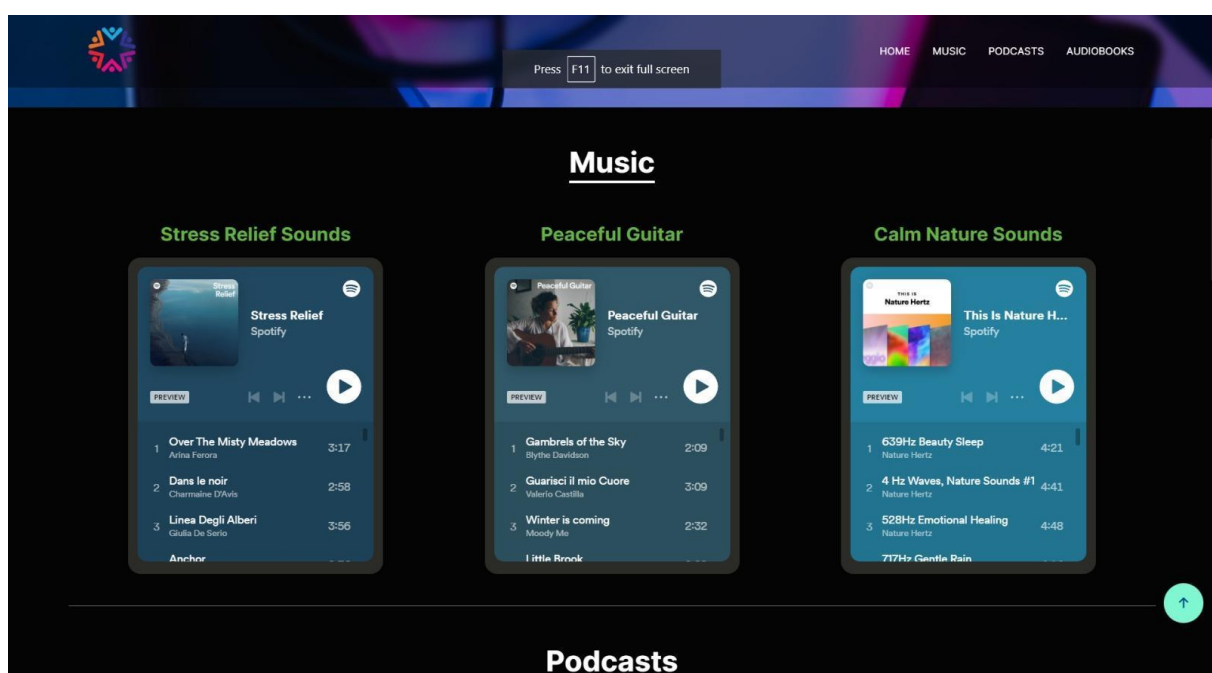 HOME MUSIC PODCASTS AUDIOBOOKS
Press F11 to exit full screen
Music
Stress Relief Sounds
Stress Relief
Stress Relief
Spotify
PREVIEW
1 Over The Misty Meadows 3:17
Arina Ferora
2 Dans le noir 2:58
Charmaine D'Avis
3 Linea Degli Alberi 3:56
Giulia De Serio
Anchor
Peaceful Guitar
Peaceful Guitar
Peaceful Guitar
Spotify
PREVIEW
1 Gambrels of the Sky 2:09
Blythe Davidson
2 Guarisci il mio Cuore 3:09
Valerio Castilla
3 Winter is coming 2:32
Moody Mo
Little Brook
Calm Nature Sounds
THIS IS
Nature Hertz
This Is Nature H...
Spotify
PREVIEW
1 639Hz Beauty Sleep 4:21
Nature Hertz
2 4 Hz Waves, Nature Sounds #1 4:41
Nature Hertz
3 528Hz Emotional Healing 4:48
Nature Hertz
717Hz Gentle Rain
Podcasts